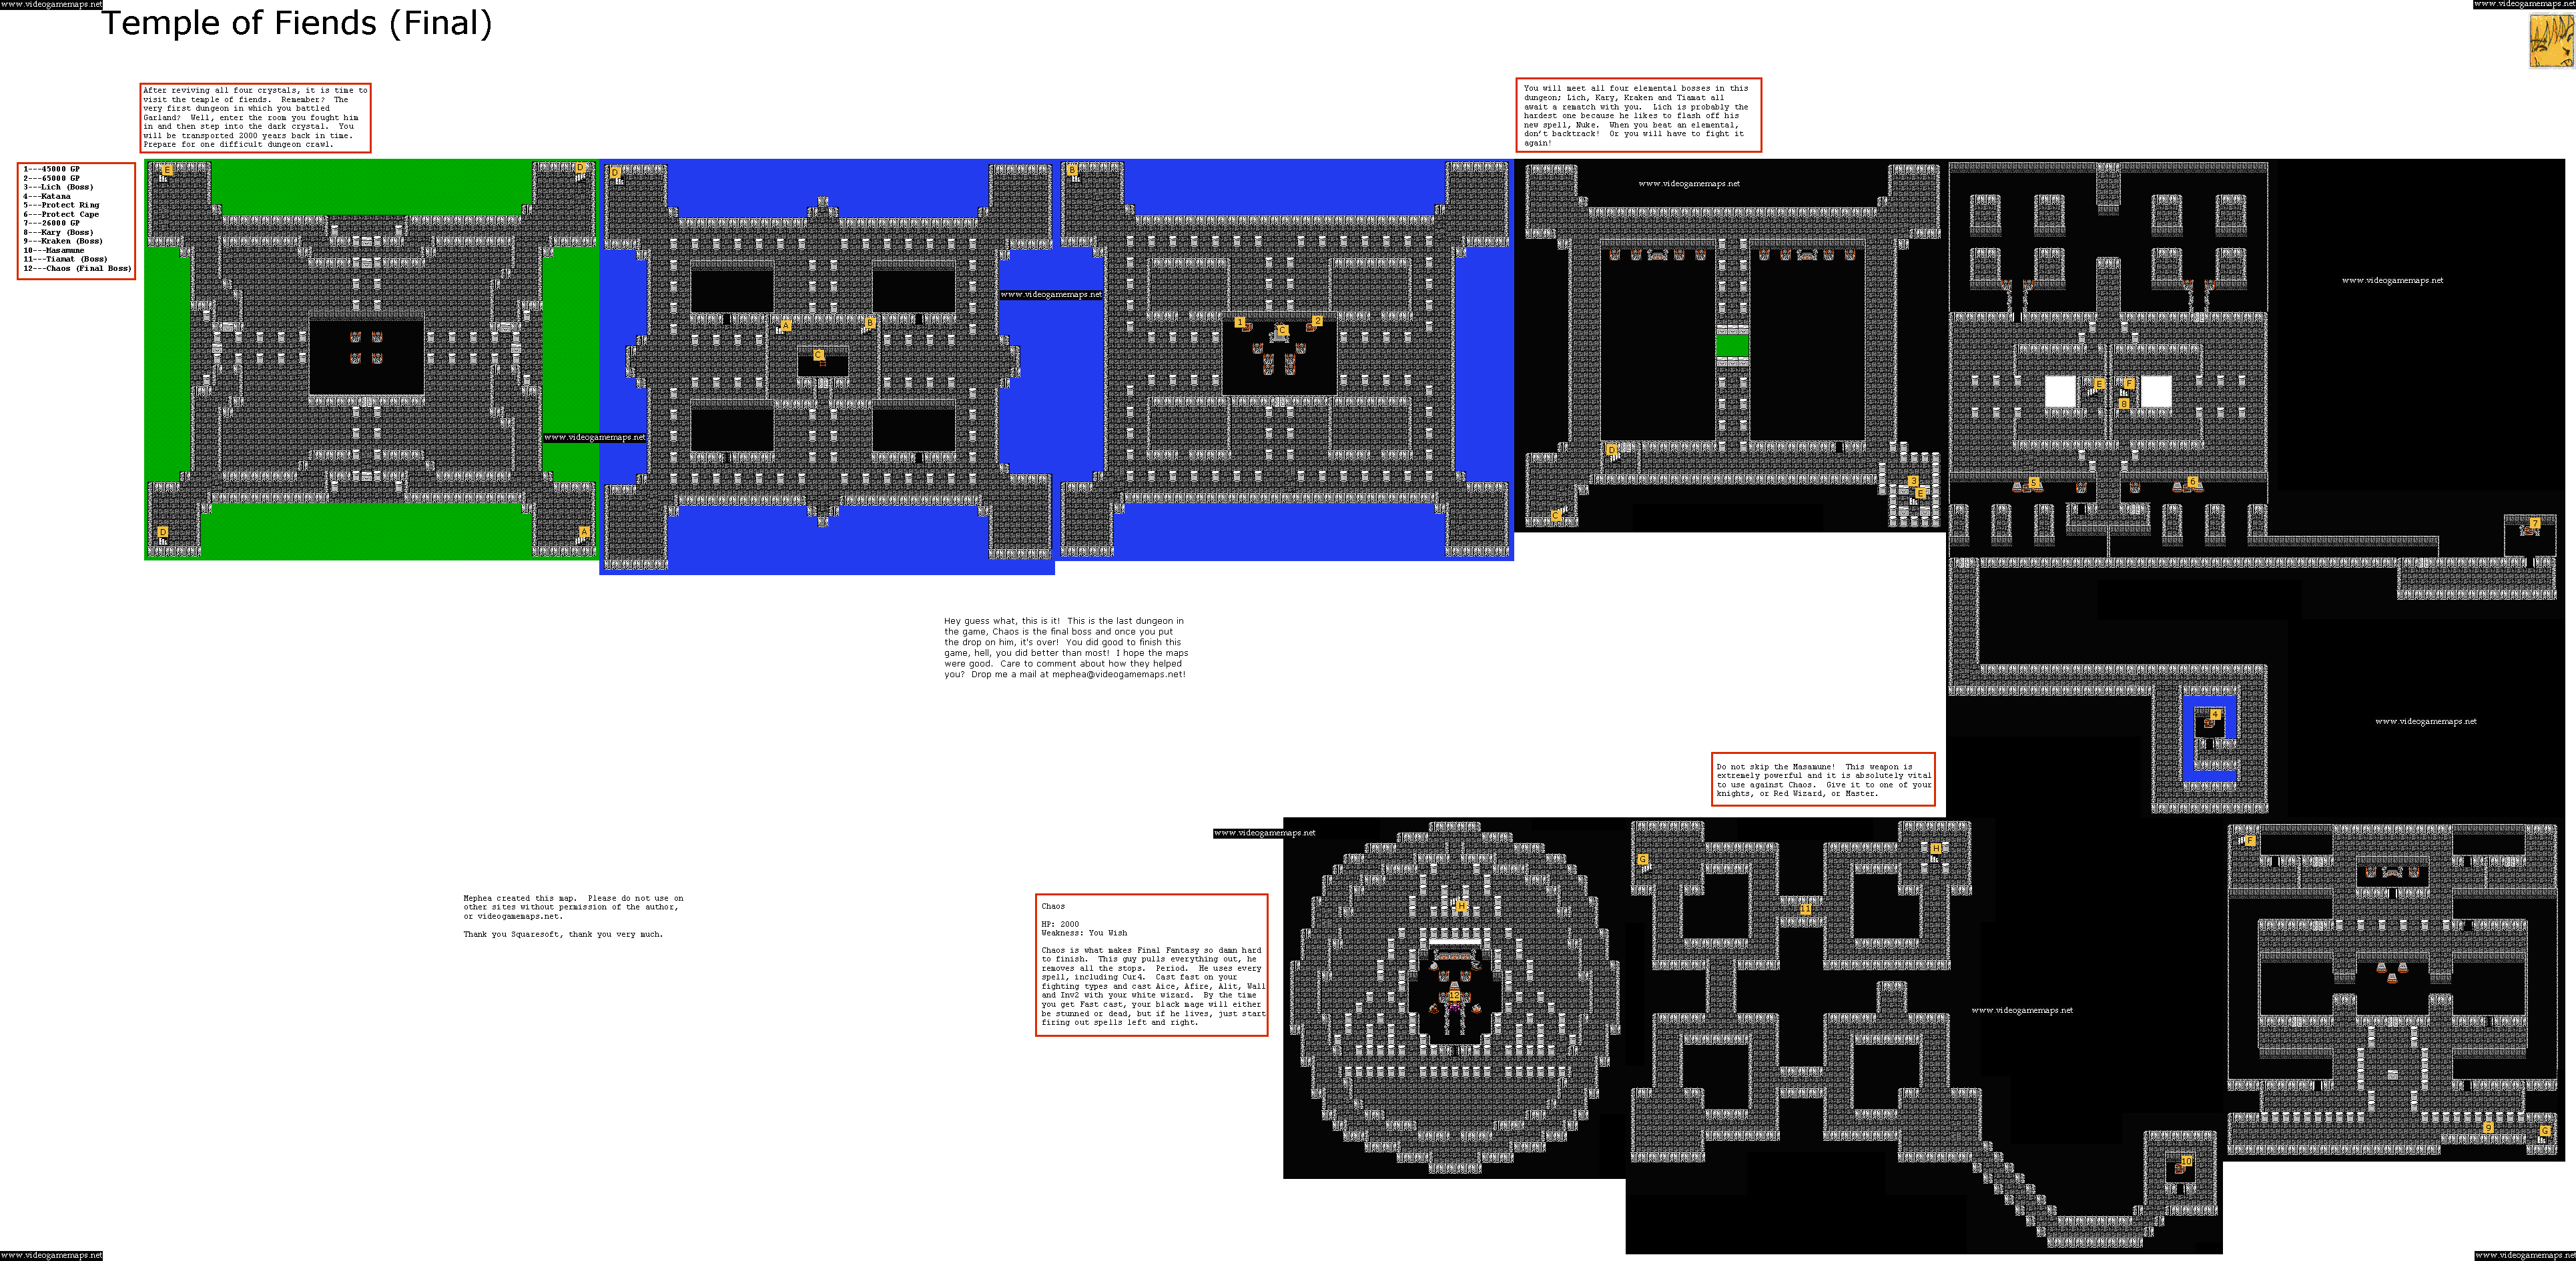 www.videogamemaps.net
www.videogamemaps.net
Temple of Fiends (Final)
After reviving all four crystals, it is time to
visit the temple of fiends.  Remember?  The
very first dungeon in which you battled
Garland?  Well, enter the room you fought him
in and then step into the dark crystal.  You
will be transported 2000 years back in time.
Prepare for one difficult dungeon crawl.
You will meet all four elemental bosses in this
dungeon; Lich, Kary, Kraken and Tiamat all
await a rematch with you.  Lich is probably the
hardest one because he likes to flash off his
new spell, Nuke.  When you beat an elemental,
don't backtrack!  Or you will have to fight it
again!
1---45000 GP
2---65000 GP
3---Lich (Boss)
4---Katana
5---Protect Ring
6---Protect Cape
7---26000 GP
8---Kary (Boss)
9---Kraken (Boss)
10---Masamune
11---Tiamat (Boss)
12---Chaos (Final Boss)
E
D
D
A
www.videogamemaps.net
D
A
B
C
www.videogamemaps.net
B
1
C
2
www.videogamemaps.net
D
C
3
E
www.videogamemaps.net
E
F
8
5
6
7
4
www.videogamemaps.net
Hey guess what, this is it!  This is the last dungeon in
the game, Chaos is the final boss and once you put
the drop on him, it's over!  You did good to finish this
game, hell, you did better than most!  I hope the maps
were good.  Care to comment about how they helped
you?  Drop me a mail at mephea@videogamemaps.net!
Do not skip the Masamune!  This weapon is
extremely powerful and it is absolutely vital
to use against Chaos.  Give it to one of your
knights, or Red Wizard, or Master.
www.videogamemaps.net
Mephea created this map.  Please do not use on
other sites without permission of the author,
or videogamemaps.net.
Thank you Squaresoft, thank you very much.
Chaos
HP: 2000
Weakness: You Wish
Chaos is what makes Final Fantasy so damn hard
to finish.  This guy pulls everything out, he
removes all the stops.  Period.  He uses every
spell, including Cur4.  Cast fast on your
fighting types and cast Aice, Afire, Alit, Wall
and Inv2 with your white wizard.  By the time
you get Fast cast, your black mage will either
be stunned or dead, but if he lives, just start
firing out spells left and right.
H
12
G
H
11
www.videogamemaps.net
10
F
9
G
www.videogamemaps.net
www.videogamemaps.net